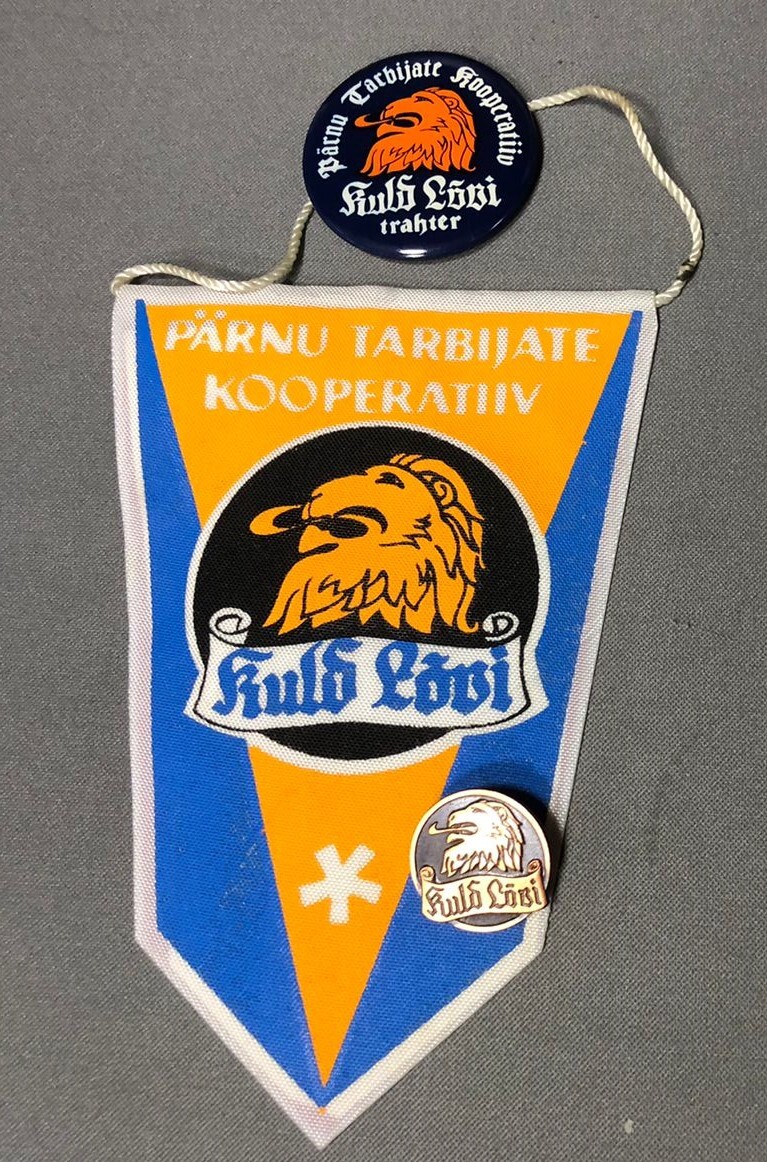 Pärnu Tarbijate Kooperatiiv
Kuld Lõvi
trahter
PÄRNU TARBIJATE
KOOPERATIIV
Kuld Lõvi
Kuld Lõvi